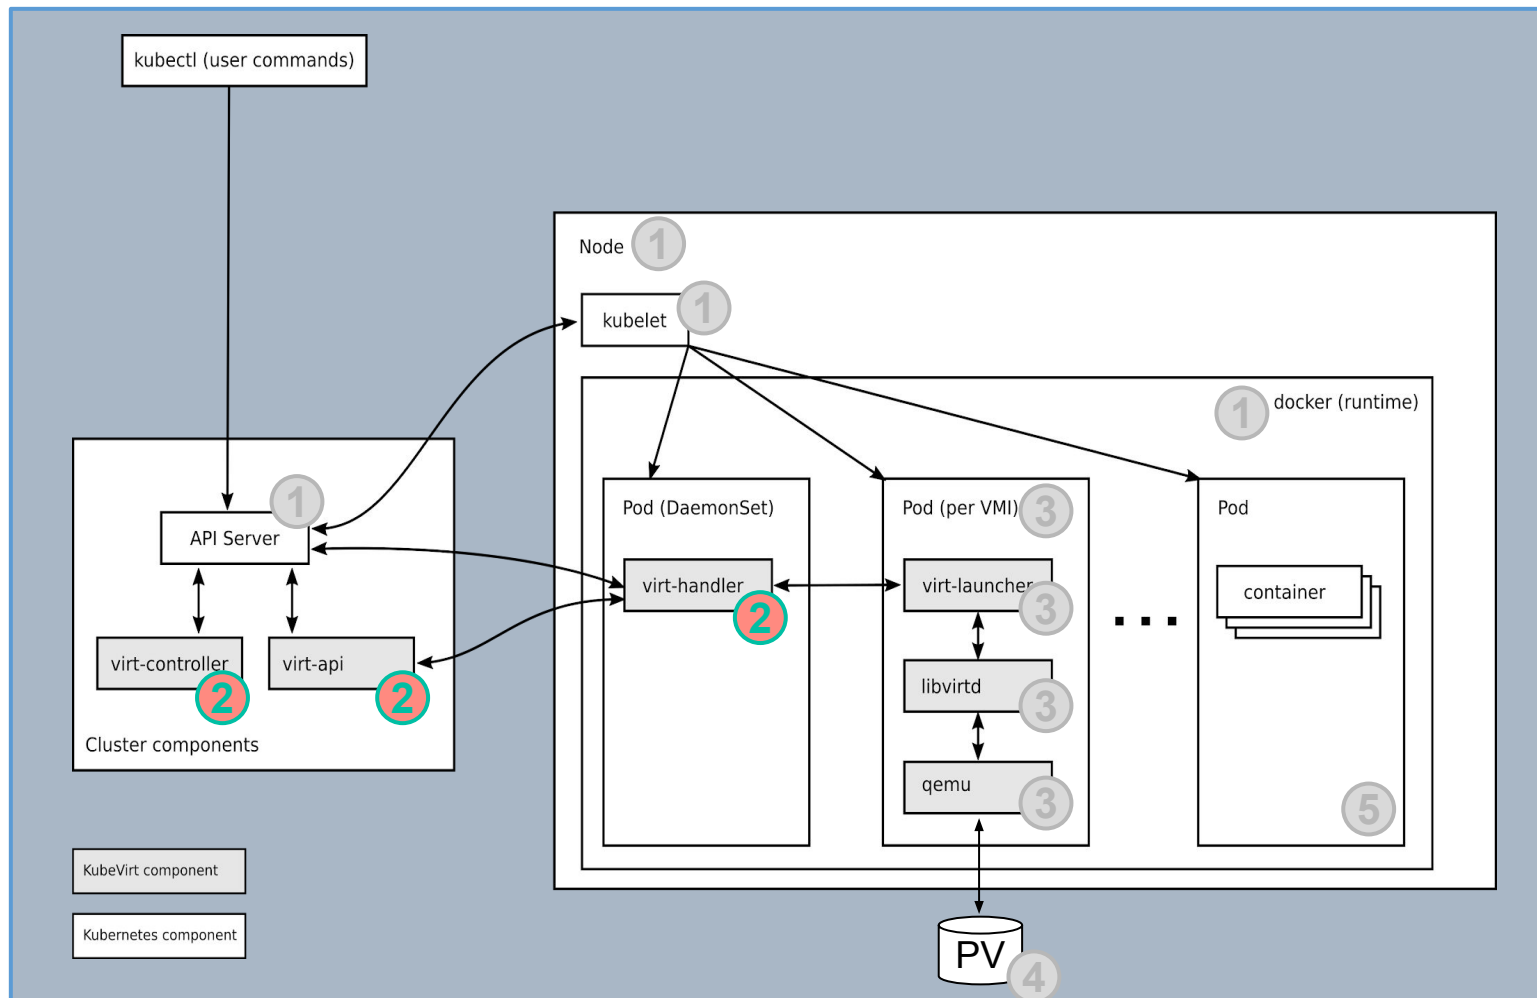 kubectl (user commands)
Node
1
kubelet
1
1
docker (runtime)
1
API Server
Pod (DaemonSet)
Pod (per VMI)
3
Pod
virt-handler
2
virt-launcher
3
container
...
virt-controller
2
virt-api
2
libvirtd
3
Cluster components
qemu
3
5
KubeVirt component
Kubernetes component
PV
4